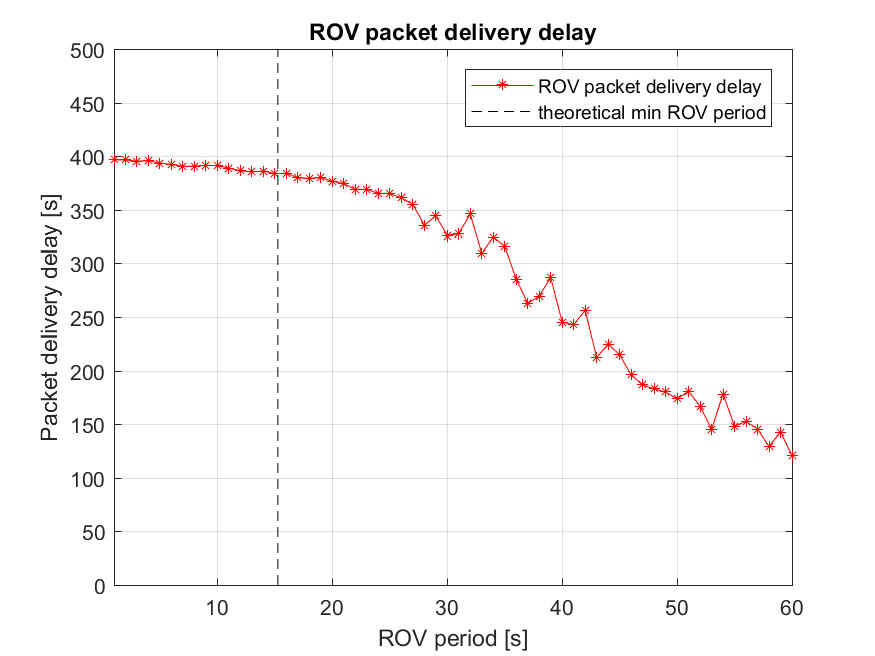 ROV packet delivery delay
500
450
400
350
300
250
200
150
100
50
0
Packet delivery delay [s]
ROV packet delivery delay
theoretical min ROV period
10 20 30 40 50 60
ROV period [s]